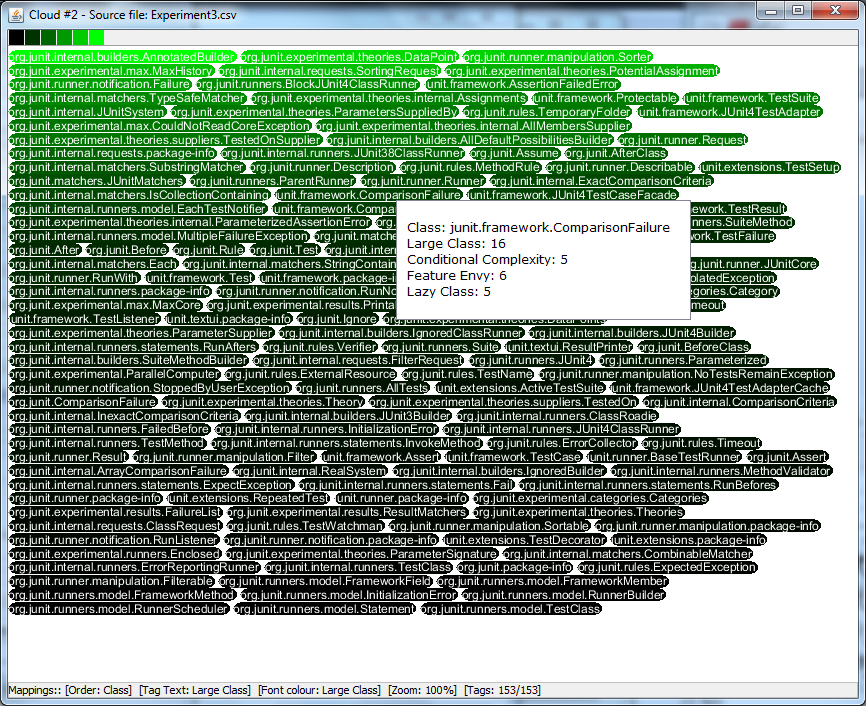 Cloud #2 - Source file: Experiment3.csv
org.junit.internal.builders.AnnotatedBuilder org.junit.experimental.theories.DataPoint org.junit.runner.manipulation.Sorter
org.junit.experimental.max.MaxHistory org.junit.internal.requests.SortingRequest org.junit.experimental.theories.PotentialAssignment
org.junit.runner.notification.Failure org.junit.runners.BlockJUnit4ClassRunner junit.framework.AssertionFailedError
org.junit.internal.matchers.TypeSafeMatcher org.junit.experimental.theories.internal.Assignments junit.framework.Protectable junit.framework.TestSuite
org.junit.internal.JUnitSystem org.junit.experimental.theories.ParametersSuppliedBy org.junit.rules.TemporaryFolder junit.framework.JUnit4TestAdapter
org.junit.experimental.max.CouldNotReadCoreException org.junit.experimental.theories.internal.AllMembersSupplier
org.junit.experimental.theories.suppliers.TestedOnSupplier org.junit.internal.builders.AllDefaultPossibilitiesBuilder org.junit.runner.Request
org.junit.internal.requests.package-info org.junit.internal.runners.JUnit38ClassRunner org.junit.Assume org.junit.AfterClass
org.junit.internal.matchers.SubstringMatcher org.junit.runner.Description org.junit.rules.MethodRule org.junit.runner.Describable junit.extensions.TestSetup
org.junit.matchers.JUnitMatchers org.junit.runners.ParentRunner org.junit.runner.Runner org.junit.internal.ExactComparisonCriteria
org.junit.matchers.IsCollectionContaining junit.framework.ComparisonFailure junit.framework.JUnit4TestCaseFacade
org.junit.internal.runners.model.EachTestNotifier junit.framework.Compa ework.TestResult
org.junit.experimental.theories.internal.ParameterizedAssertionError nners.SuiteMethod
org.junit.internal.runners.model.MultipleFailureException org.junit.matche work.TestFailure
org.junit.After org.junit.Before org.junit.Rule org.junit.Test
org.junit.internal.matchers.Each org.junit.internal.matchers.StringContain g.junit.runner.JUnitCore
org.junit.runner.RunWith junit.framework.Test junit.framework.package-in olatedException
org.junit.internal.runners.package-info org.junit.runner.notification.RunNo egories.Category
org.junit.experimental.max.MaxCore org.junit.experimental.results.Printa imeout
junit.framework.TestListener junit.textui.package-info org.junit.Ignore org.junit.experimental.theories.DataPoints
org.junit.experimental.theories.ParameterSupplier org.junit.internal.builders.IgnoredClassRunner org.junit.internal.builders.JUnit4Builder
org.junit.internal.runners.statements.RunAfters org.junit.rules.Verifier org.junit.runners.Suite junit.textui.ResultPrinter org.junit.BeforeClass
org.junit.internal.builders.SuiteMethodBuilder org.junit.internal.requests.FilterRequest org.junit.runners.JUnit4 org.junit.runners.Parameterized
org.junit.experimental.ParallelComputer org.junit.rules.ExternalResource org.junit.rules.TestName org.junit.runner.manipulation.NoTestsRemainException
org.junit.runner.notification.StoppedByUserException org.junit.runners.AllTests junit.extensions.ActiveTestSuite junit.framework.JUnit4TestAdapterCache
org.junit.ComparisonFailure org.junit.experimental.theories.Theory org.junit.experimental.theories.suppliers.TestedOn org.junit.internal.ComparisonCriteria
org.junit.internal.InexactComparisonCriteria org.junit.internal.builders.JUnit3Builder org.junit.internal.runners.ClassRoadie
org.junit.internal.runners.FailedBefore org.junit.internal.runners.InitializationError org.junit.internal.runners.JUnit4ClassRunner
org.junit.internal.runners.TestMethod org.junit.internal.runners.statements.InvokeMethod org.junit.rules.ErrorCollector org.junit.rules.Timeout
org.junit.runner.Result org.junit.runner.manipulation.Filter junit.framework.Assert junit.framework.TestCase junit.runner.BaseTestRunner org.junit.Assert
org.junit.internal.ArrayComparisonFailure org.junit.internal.RealSystem org.junit.internal.builders.IgnoredBuilder org.junit.internal.runners.MethodValidator
org.junit.internal.runners.statements.ExpectException org.junit.internal.runners.statements.Fail org.junit.internal.runners.statements.RunBefores
org.junit.runner.package-info junit.extensions.RepeatedTest junit.runner.package-info org.junit.experimental.categories.Categories
org.junit.experimental.results.FailureList org.junit.experimental.results.ResultMatchers org.junit.experimental.theories.Theories
org.junit.internal.requests.ClassRequest org.junit.rules.TestWatchman org.junit.runner.manipulation.Sortable org.junit.runner.manipulation.package-info
org.junit.runner.notification.RunListener org.junit.runner.notification.package-info junit.extensions.TestDecorator junit.extensions.package-info
org.junit.experimental.runners.Enclosed org.junit.experimental.theories.ParameterSignature org.junit.internal.matchers.CombinableMatcher
org.junit.internal.runners.ErrorReportingRunner org.junit.internal.runners.TestClass org.junit.package-info org.junit.rules.ExpectedException
org.junit.runner.manipulation.Filterable org.junit.runners.model.FrameworkField org.junit.runners.model.FrameworkMember
org.junit.runners.model.FrameworkMethod org.junit.runners.model.InitializationError org.junit.runners.model.RunnerBuilder
org.junit.runners.model.RunnerScheduler org.junit.runners.model.Statement org.junit.runners.model.TestClass
Class: junit.framework.ComparisonFailure
Large Class: 16
Conditional Complexity: 5
Feature Envy: 6
Lazy Class: 5
Mappings:: [Order: Class] [Tag Text: Large Class] [Font colour: Large Class] [Zoom: 100%] [Tags: 153/153]